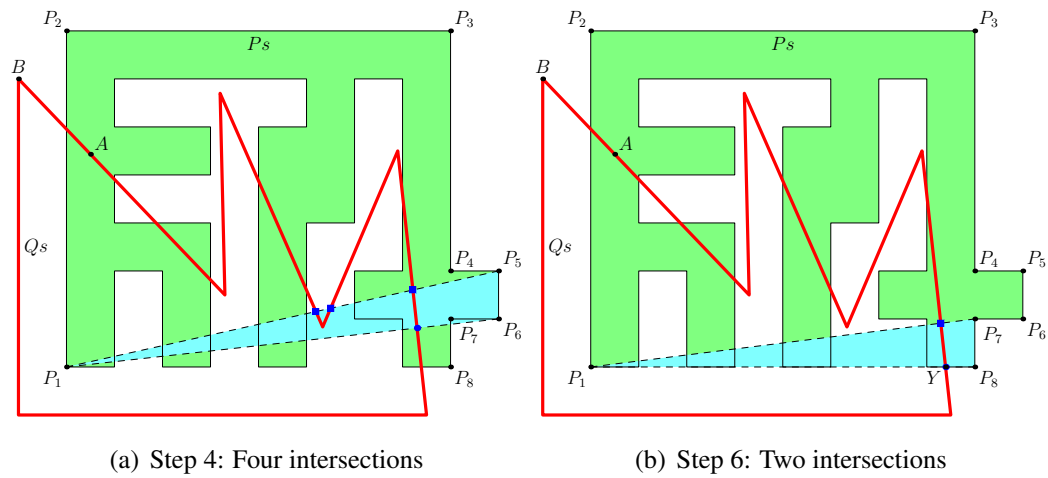 P2 P3 P2 P3
Ps Ps
B B
A A
Qs Qs
P4 P5 P4 P5
P7 P6 P7 P6
P1 P8 P1 Y P8
(a) Step 4: Four intersections
(b) Step 6: Two intersections